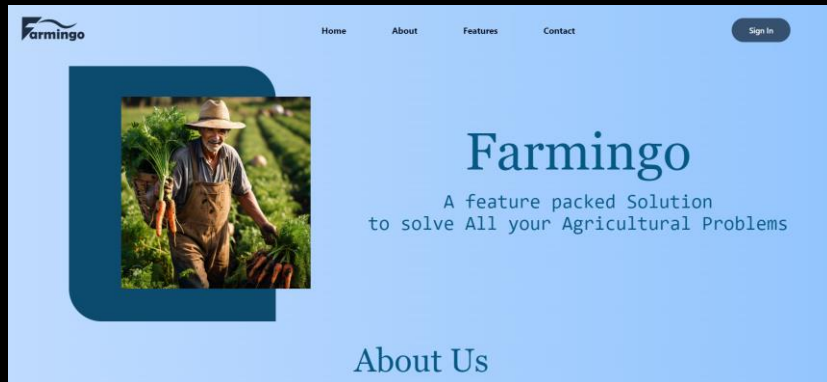 Farmingo
Home
About
Features
Contact
Sign In
Farmingo
A feature packed Solution
to solve All your Agricultural Problems
About Us